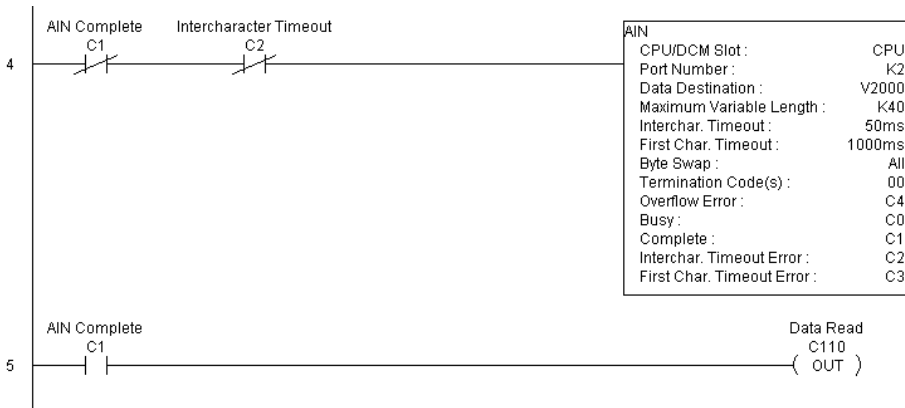 AIN Complete Intercharacter Timeout
C1 C2
4
AIN
CPU/DCM Slot : CPU
Port Number : K2
Data Destination : V2000
Maximum Variable Length : K40
Interchar. Timeout : 50ms
First Char. Timeout : 1000ms
Byte Swap : All
Termination Code(s) : 00
Overflow Error : C4
Busy : C0
Complete : C1
Interchar. Timeout Error : C2
First Char. Timeout Error : C3
AIN Complete Data Read
C1 C110
5 ( OUT )